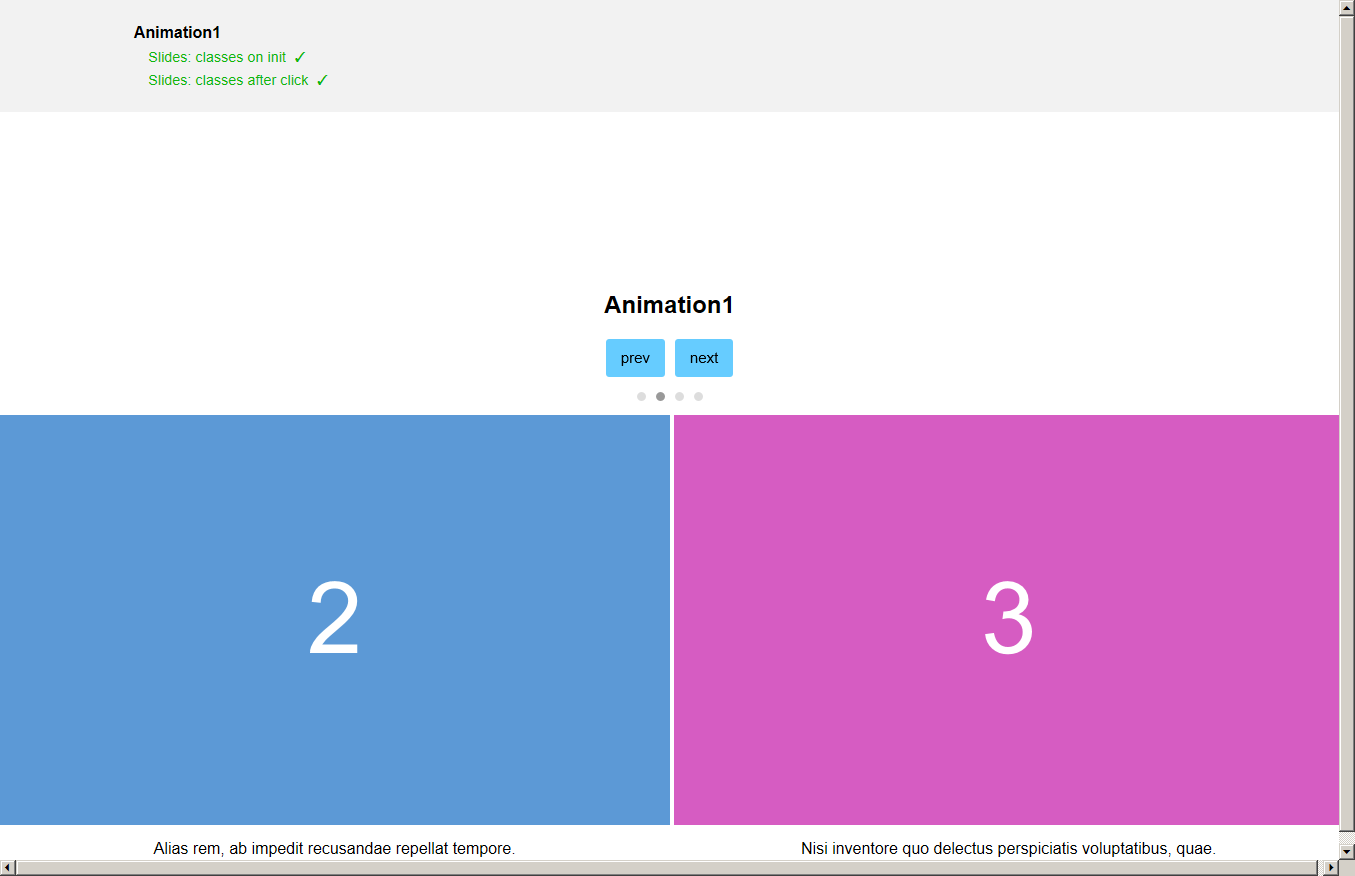 Animation1
Slides: classes on init ✓
Slides: classes after click ✓
Animation1
prev next
2 3
Alias rem, ab impedit recusandae repellat tempore. Nisi inventore quo delectus perspiciatis voluptatibus, quae.